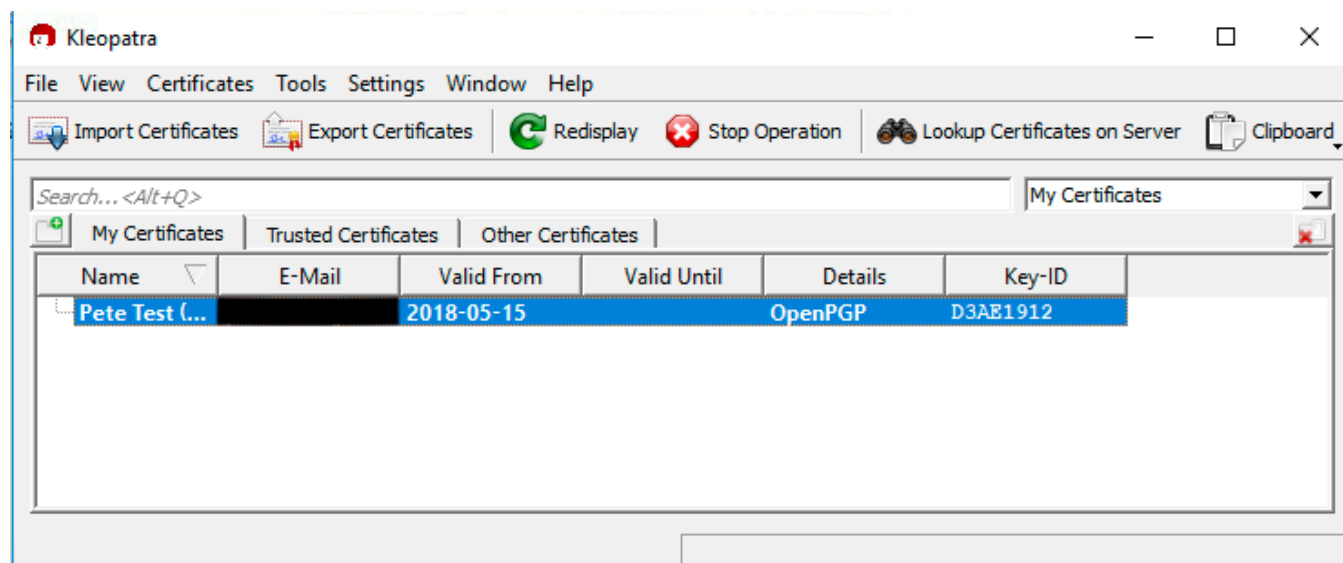 Kleopatra
File View Certificates Tools Settings Window Help
Import Certificates Export Certificates Redisplay Stop Operation Lookup Certificates on Server Clipboard
Search...<Alt+Q> My Certificates
My Certificates Trusted Certificates Other Certificates
Name E-Mail Valid From Valid Until Details Key-ID
Pete Test (... 2018-05-15 OpenPGP D3AE1912